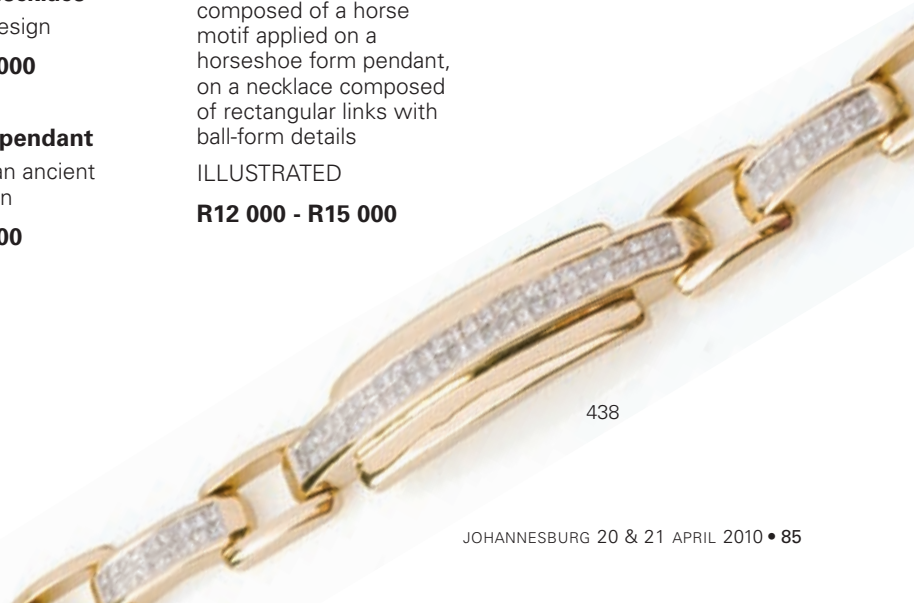 esign
000
pendant
an ancient
n
00
composed of a horse
motif applied on a
horseshoe form pendant,
on a necklace composed
of rectangular links with
ball-form details
ILLUSTRATED
R12 000 - R15 000
438
JOHANNESBURG 20 & 21 APRIL 2010 • 85